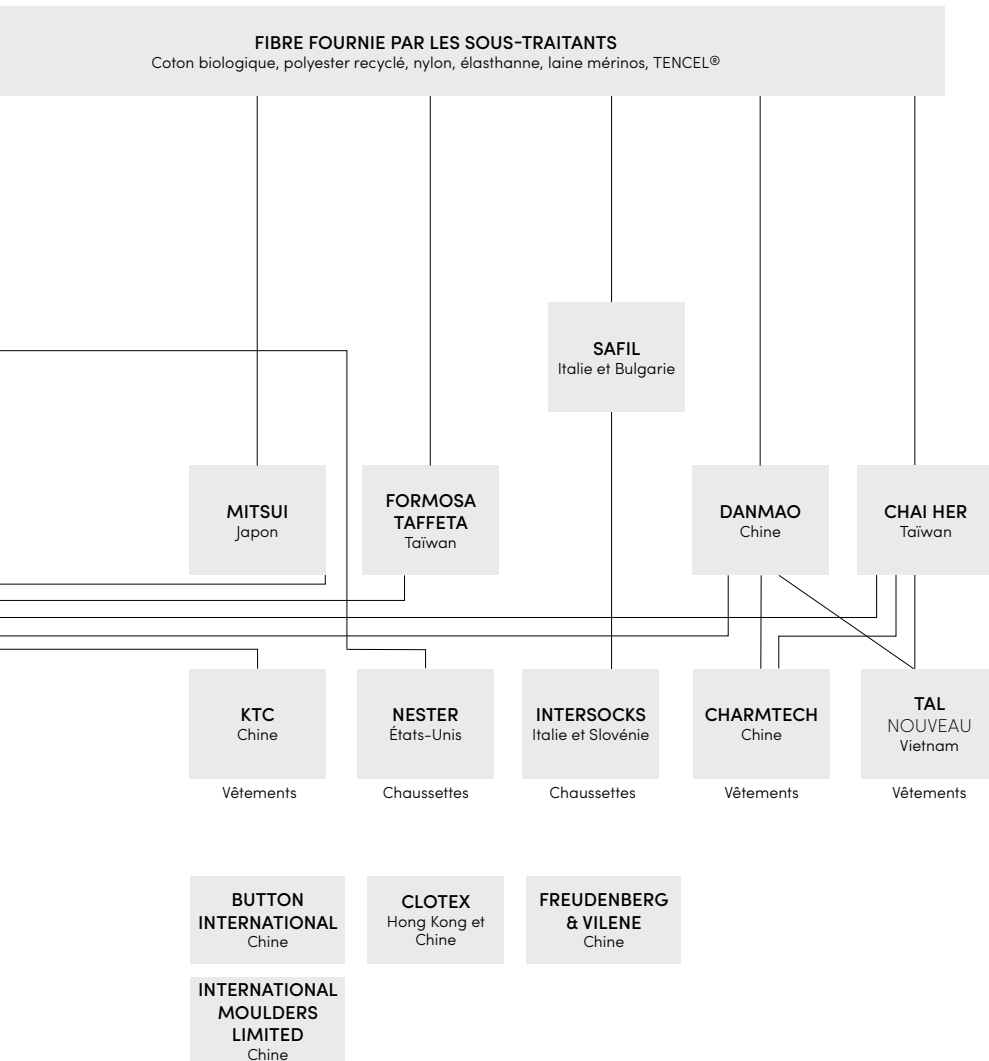 FIBRE FOURNIE PAR LES SOUS-TRAITANTS
Coton biologique, polyester recyclé, nylon, élasthanne, laine mérinos, TENCEL®
SAFIL
Italie et Bulgarie
MITSUI
Japon
FORMOSA
TAFFETA
Taïwan
DANMAO
Chine
CHAI HER
Taïwan
KTC
Chine
Vêtements
NESTER
États-Unis
Chaussettes
INTERSOCKS
Italie et Slovénie
Chaussettes
CHARMTECH
Chine
Vêtements
TAL
NOUVEAU
Vietnam
Vêtements
BUTTON
INTERNATIONAL
Chine
CLOTEX
Hong Kong et
Chine
FREUDENBERG
& VILENE
Chine
INTERNATIONAL
MOULDERS
LIMITED
Chine